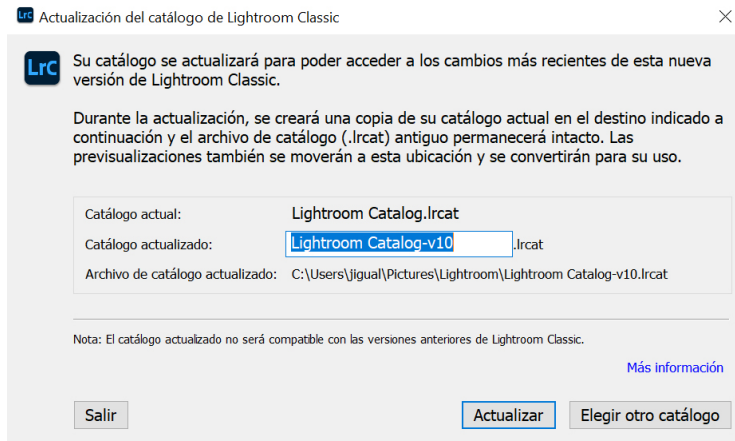 LrC Actualización del catálogo de Lightroom Classic
LrC
Su catálogo se actualizará para poder acceder a los cambios más recientes de esta nueva
versión de Lightroom Classic.
Durante la actualización, se creará una copia de su catálogo actual en el destino indicado a
continuación y el archivo de catálogo (.lrcat) antiguo permanecerá intacto. Las
previsualizaciones también se moverán a esta ubicación y se convertirán para su uso.
Catálogo actual: Lightroom Catalog.lrcat
Catálogo actualizado: Lightroom Catalog-v10 .lrcat
Archivo de catálogo actualizado: C:\Users\jigual\Pictures\Lightroom\Lightroom Catalog-v10.lrcat
Nota: El catálogo actualizado no será compatible con las versiones anteriores de Lightroom Classic.
Más información
Salir Actualizar Elegir otro catálogo